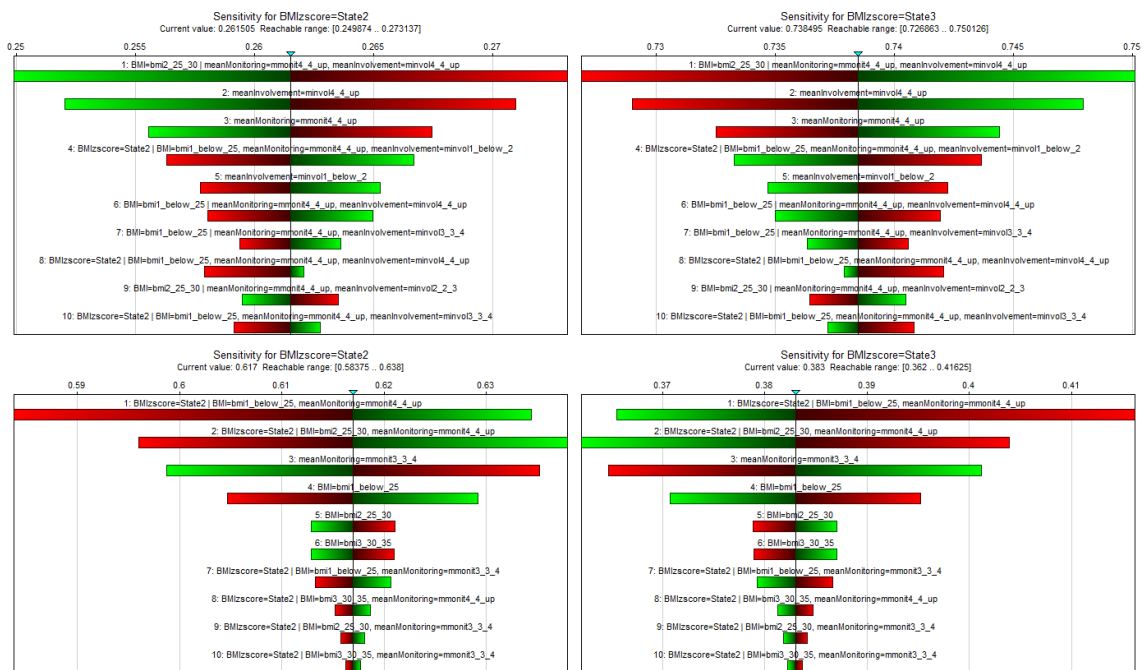 Sensitivity for BMIzscore=State2
Current value: 0.261505 Reachable range: [0.249874 .. 0.273137]
0.25 0.255 0.26 0.265 0.27
1: BMI=bmi2_25_30 | meanMonitoring=mmonit4_4_up, meanInvolvement=minvol4_4_up
2: meanInvolvement=minvol4_4_up
3: meanMonitoring=mmonit4_4_up
4: BMIzscore=State2 | BMI=bmi1_below_25, meanMonitoring=mmonit4_4_up, meanInvolvement=minvol1_below_2
5: meanInvolvement=minvol1_below_2
6: BMI=bmi1_below_25 | meanMonitoring=mmonit4_4_up, meanInvolvement=minvol4_4_up
7: BMI=bmi1_below_25 | meanMonitoring=mmonit4_4_up, meanInvolvement=minvol3_3_4
8: BMIzscore=State2 | BMI=bmi1_below_25, meanMonitoring=mmonit4_4_up, meanInvolvement=minvol4_4_up
9: BMI=bmi2_25_30 | meanMonitoring=mmonit4_4_up, meanInvolvement=minvol2_2_3
10: BMIzscore=State2 | BMI=bmi1_below_25, meanMonitoring=mmonit4_4_up, meanInvolvement=minvol3_3_4
Sensitivity for BMIzscore=State3
Current value: 0.738495 Reachable range: [0.726863 .. 0.750126]
0.73 0.735 0.74 0.745 0.75
1: BMI=bmi2_25_30 | meanMonitoring=mmonit4_4_up, meanInvolvement=minvol4_4_up
2: meanInvolvement=minvol4_4_up
3: meanMonitoring=mmonit4_4_up
4: BMIzscore=State2 | BMI=bmi1_below_25, meanMonitoring=mmonit4_4_up, meanInvolvement=minvol1_below_2
5: meanInvolvement=minvol1_below_2
6: BMI=bmi1_below_25 | meanMonitoring=mmonit4_4_up, meanInvolvement=minvol4_4_up
7: BMI=bmi1_below_25 | meanMonitoring=mmonit4_4_up, meanInvolvement=minvol3_3_4
8: BMIzscore=State2 | BMI=bmi1_below_25, meanMonitoring=mmonit4_4_up, meanInvolvement=minvol4_4_up
9: BMI=bmi2_25_30 | meanMonitoring=mmonit4_4_up, meanInvolvement=minvol2_2_3
10: BMIzscore=State2 | BMI=bmi1_below_25, meanMonitoring=mmonit4_4_up, meanInvolvement=minvol3_3_4
Sensitivity for BMIzscore=State2
Current value: 0.617 Reachable range: [0.58375 .. 0.638]
0.59 0.6 0.61 0.62 0.63
1: BMIzscore=State2 | BMI=bmi1_below_25, meanMonitoring=mmonit4_4_up
2: BMIzscore=State2 | BMI=bmi2_25_30, meanMonitoring=mmonit4_4_up
3: meanMonitoring=mmonit3_3_4
4: BMI=bmi1_below_25
5: BMI=bmi2_25_30
6: BMI=bmi3_30_35
7: BMIzscore=State2 | BMI=bmi1_below_25, meanMonitoring=mmonit3_3_4
8: BMIzscore=State2 | BMI=bmi3_30_35, meanMonitoring=mmonit4_4_up
9: BMIzscore=State2 | BMI=bmi2_25_30, meanMonitoring=mmonit3_3_4
10: BMIzscore=State2 | BMI=bmi3_30_35, meanMonitoring=mmonit3_3_4
Sensitivity for BMIzscore=State3
Current value: 0.383 Reachable range: [0.362 .. 0.41625]
0.37 0.38 0.39 0.4 0.41
1: BMIzscore=State2 | BMI=bmi1_below_25, meanMonitoring=mmonit4_4_up
2: BMIzscore=State2 | BMI=bmi2_25_30, meanMonitoring=mmonit4_4_up
3: meanMonitoring=mmonit3_3_4
4: BMI=bmi1_below_25
5: BMI=bmi2_25_30
6: BMI=bmi3_30_35
7: BMIzscore=State2 | BMI=bmi1_below_25, meanMonitoring=mmonit3_3_4
8: BMIzscore=State2 | BMI=bmi3_30_35, meanMonitoring=mmonit4_4_up
9: BMIzscore=State2 | BMI=bmi2_25_30, meanMonitoring=mmonit3_3_4
10: BMIzscore=State2 | BMI=bmi3_30_35, meanMonitoring=mmonit3_3_4